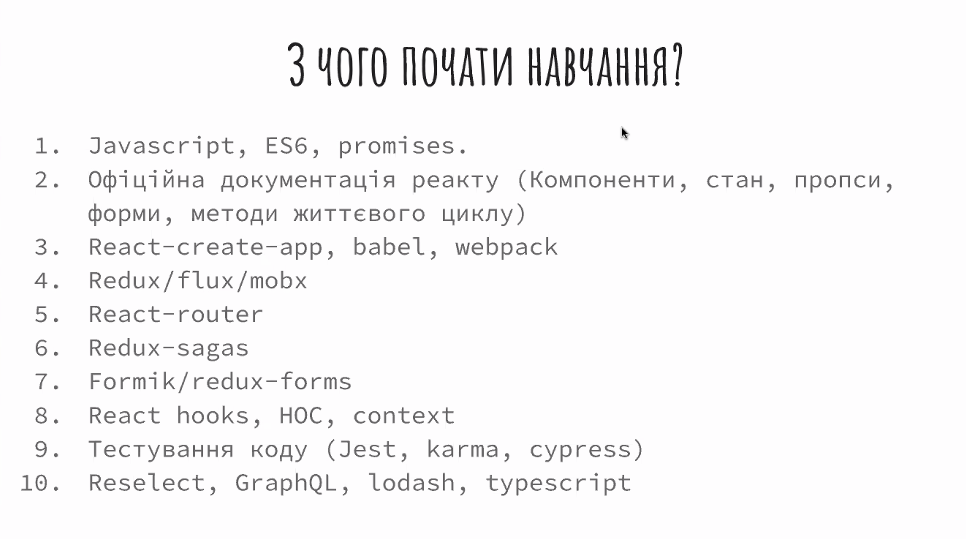 З чого почати навчання?
1. Javascript, ES6, promises.
2. Офіційна документація реакту (Компоненти, стан, пропси,
форми, методи життєвого циклу)
3. React-create-app, babel, webpack
4. Redux/flux/mobx
5. React-router
6. Redux-sagas
7. Formik/redux-forms
8. React hooks, HOC, context
9. Тестування коду (Jest, karma, cypress)
10. Reselect, GraphQL, lodash, typescript